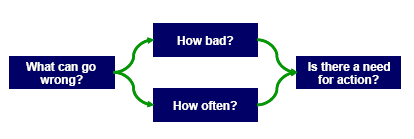 What can go
wrong?
How bad?
How often?
Is there a need
for action?